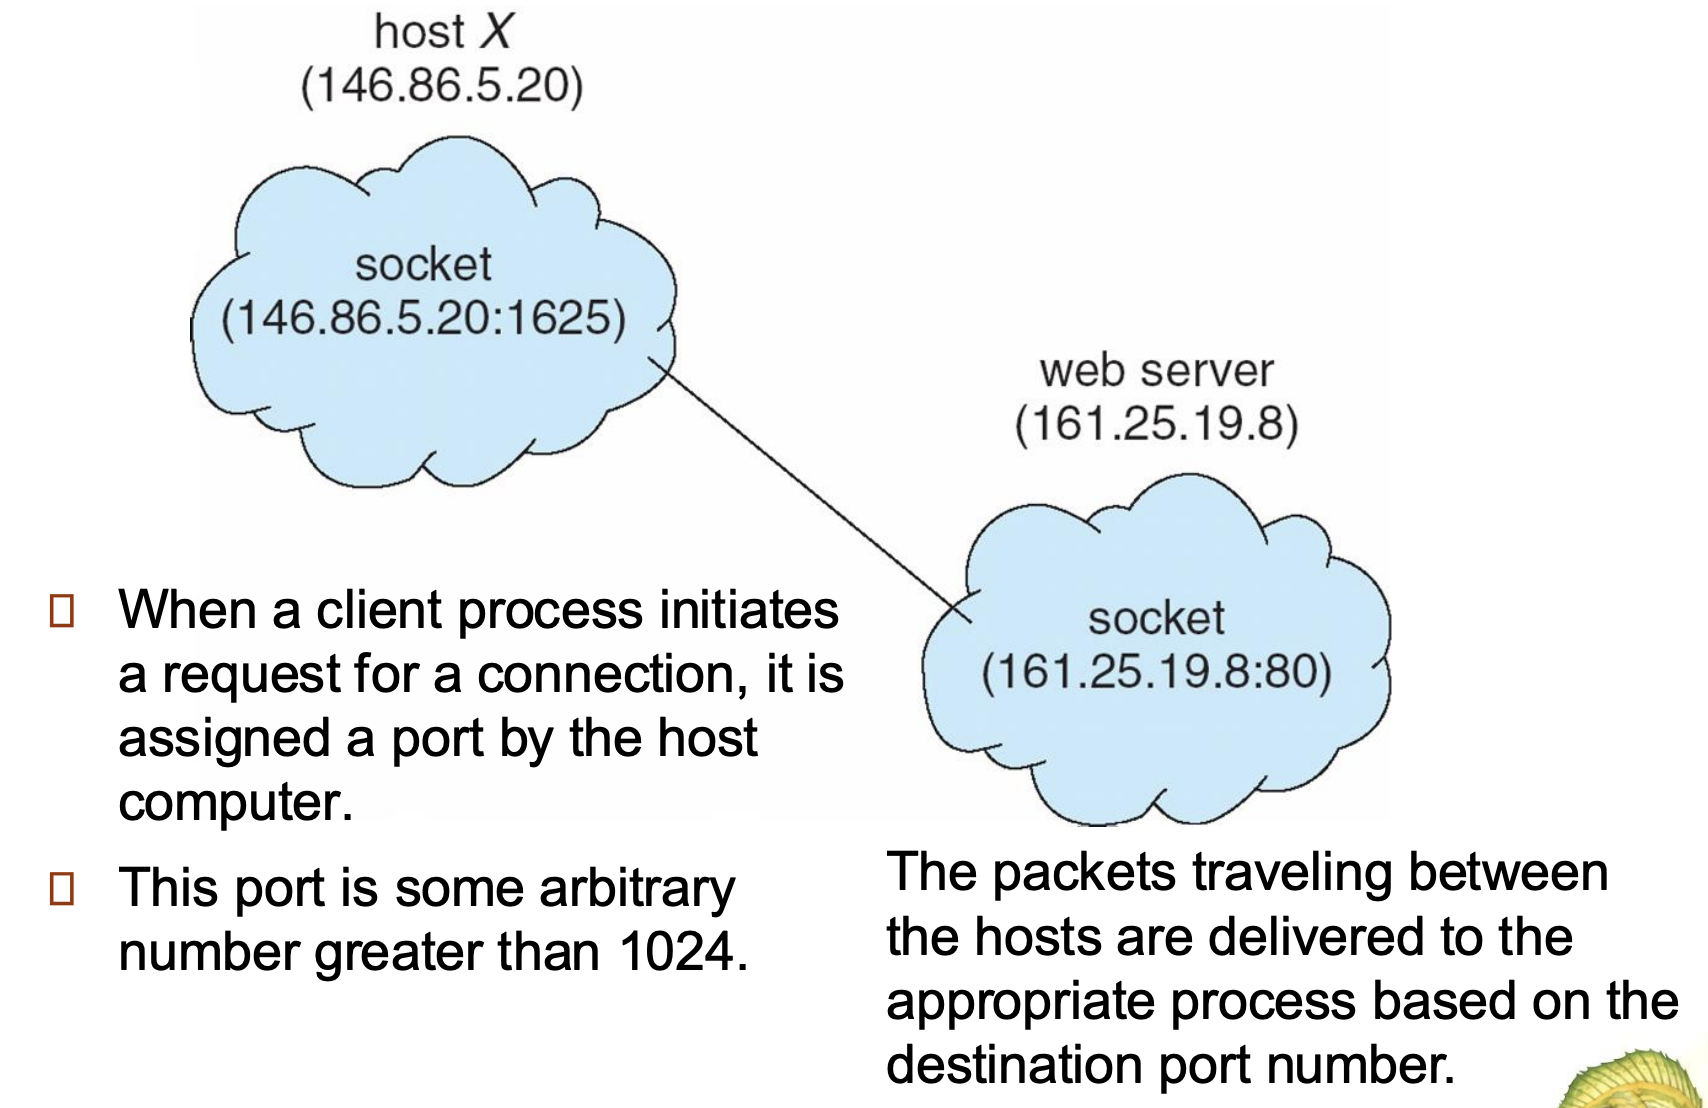 host X
(146.86.5.20)
socket
(146.86.5.20:1625)
web server
(161.25.19.8)
socket
(161.25.19.8:80)
When a client process initiates
a request for a connection, it is
assigned a port by the host
computer.
This port is some arbitrary
number greater than 1024.
The packets traveling between
the hosts are delivered to the
appropriate process based on the
destination port number.